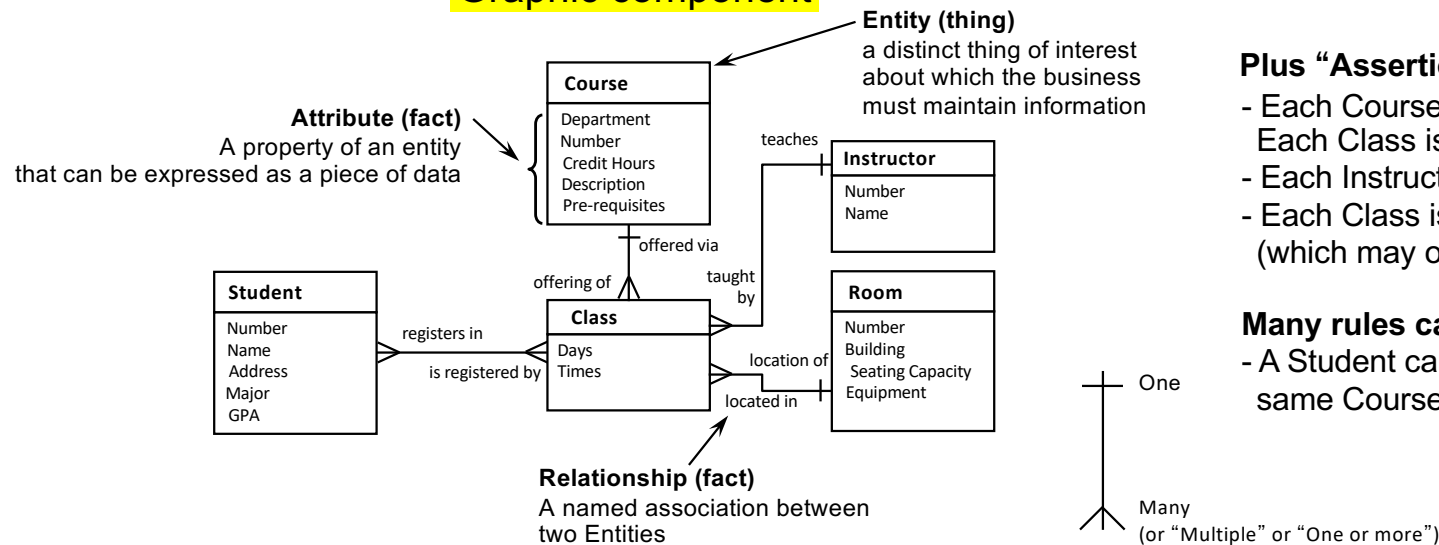 Graphic component
Entity (thing)
a distinct thing of interest
about which the business
must maintain information
Attribute (fact)
A property of an entity
that can be expressed as a piece of data
Course
Department
Number
Credit Hours
Description
Pre-requisites
teaches
Instructor
Number
Name
offered via
offering of
taught
by
Student
Number
Name
Address
Major
GPA
registers in
is registered by
Class
Days
Times
location of
located in
Room
Number
Building
Seating Capacity
Equipment
Relationship (fact)
A named association between
two Entities
One
Many
(or “Multiple” or “One or more”)
Plus
- Each Course
Each Class is
- Each
- Each Class is
(which may
Many rules
- A Student
same Course